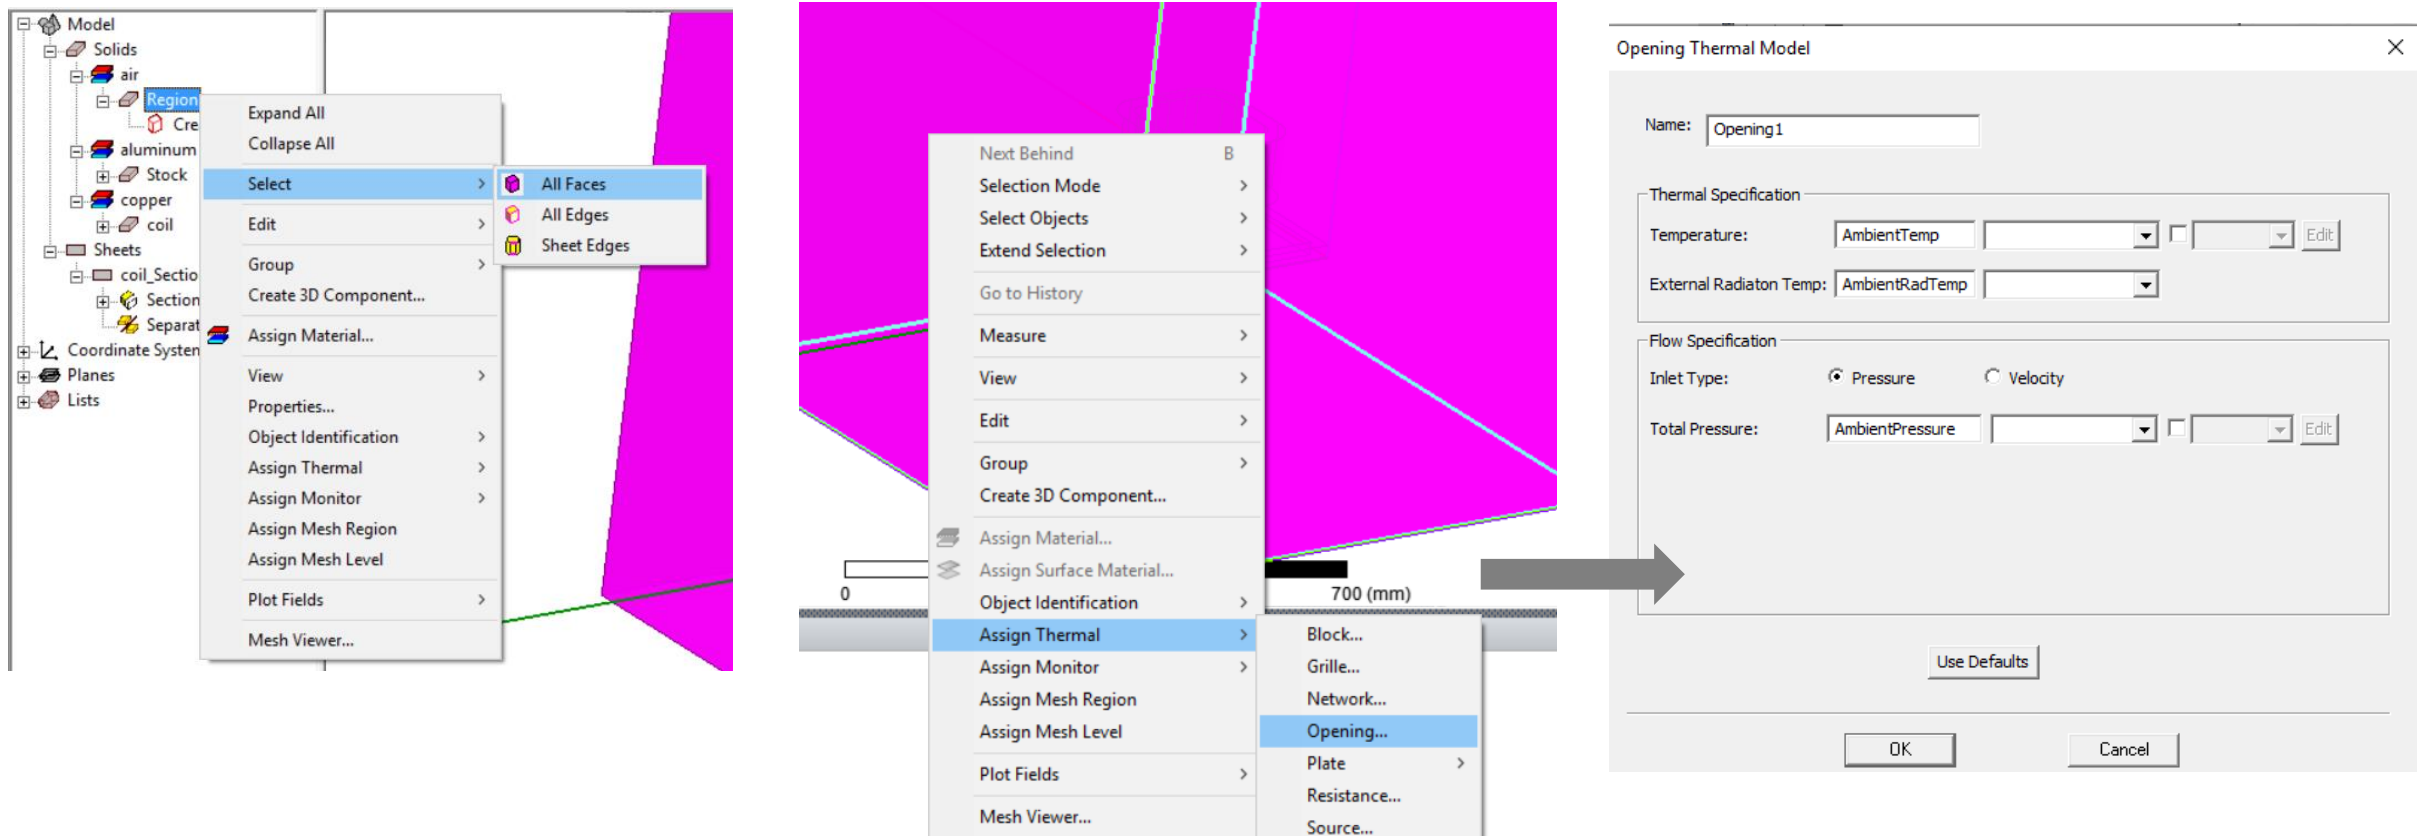 Model
Solids
air
Region
Cre
aluminum
Stock
copper
coil
Sheets
coil_Sectio
Section
Separat
Coordinate System
Planes
Lists
Expand All
Collapse All
Select
Edit
Group
Create 3D Component...
Assign Material...
View
Properties...
Object Identification
Assign Thermal
Assign Monitor
Assign Mesh Region
Assign Mesh Level
Plot Fields
Mesh Viewer...
All Faces
All Edges
Sheet Edges
Next Behind B
Selection Mode
Select Objects
Extend Selection
Go to History
Measure
View
Edit
Group
Create 3D Component...
Assign Material...
Assign Surface Material...
Object Identification
Assign Thermal
Assign Monitor
Assign Mesh Region
Assign Mesh Level
Plot Fields
Mesh Viewer...
0 700 (mm)
Block...
Grille...
Network...
Opening...
Plate
Resistance...
Source...
Opening Thermal Model
Name: Opening1
Thermal Specification
Temperature: AmbientTemp Edit
External Radiaton Temp: AmbientRadTemp
Flow Specification
Inlet Type: Pressure Velocity
Total Pressure: AmbientPressure Edit
Use Defaults
OK Cancel